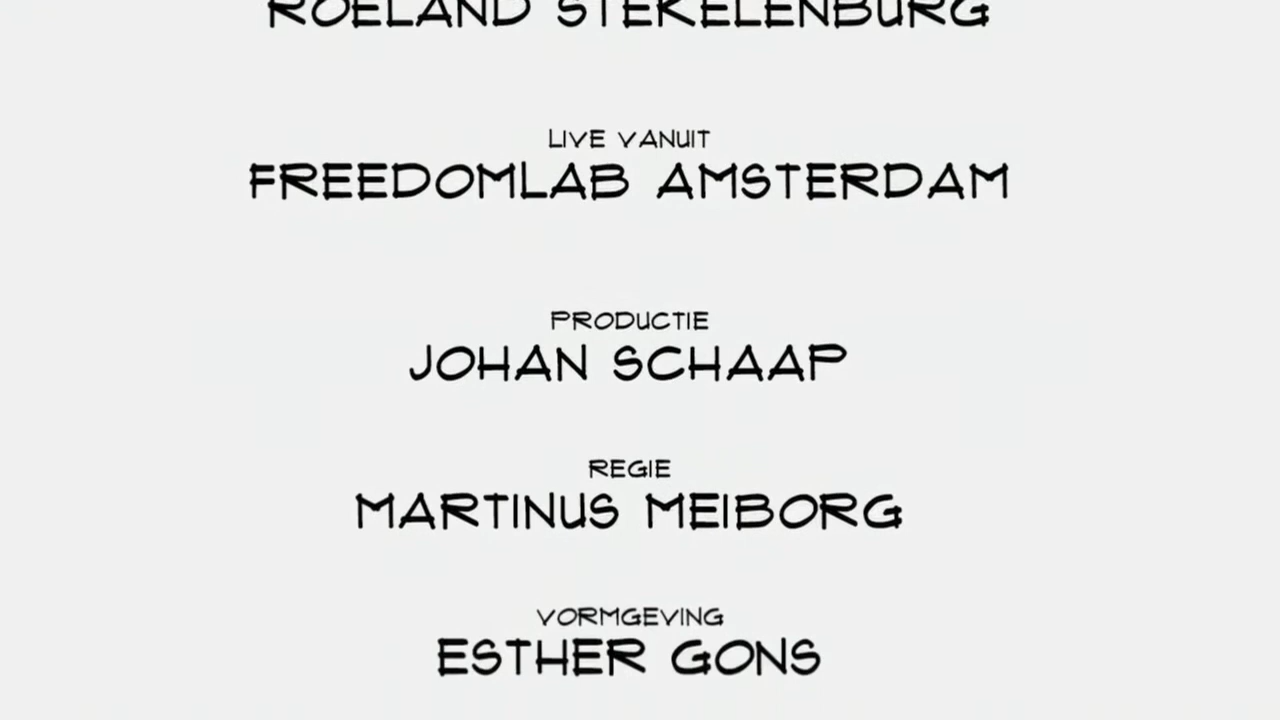 ROELAND STEKELENBURG
LIVE VANUIT
FREEDOMLAB AMSTERDAM
PRODUCTIE
JOHAN SCHAAP
REGIE
MARTINUS MEIBORG
VORMGEVING
ESTHER GONS